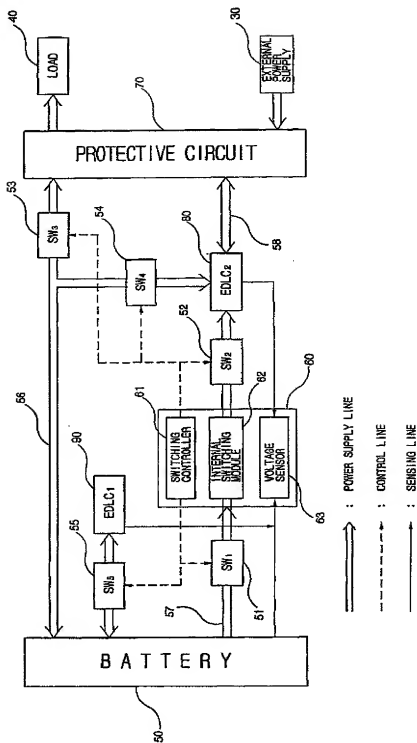 40
LOAD
30
EXTERNAL POWER
SUPPLY
70
PROTECTIVE CIRCUIT
53
SW3
54
SW4
58
80
EDLC2
52
SW2
56
61
SWITCHING CONTROLLER
62
INTERNAL
SWITCHING
MODULE
60
VOLTAGE
SENSOR
63
90
EDLC1
55
SW5
SW1
51
57
BATTERY
50
: POWER SUPPLY LINE
: CONTROL LINE
: SENSING LINE